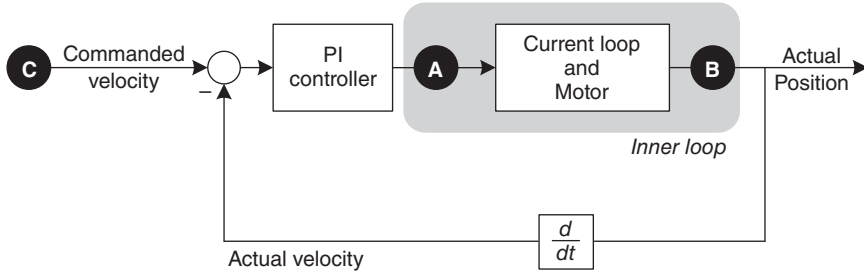 C
Commanded
velocity
–
PI
controller
A
Current loop
and
Motor
B
Actual
Position
Inner loop
d
dt
Actual velocity